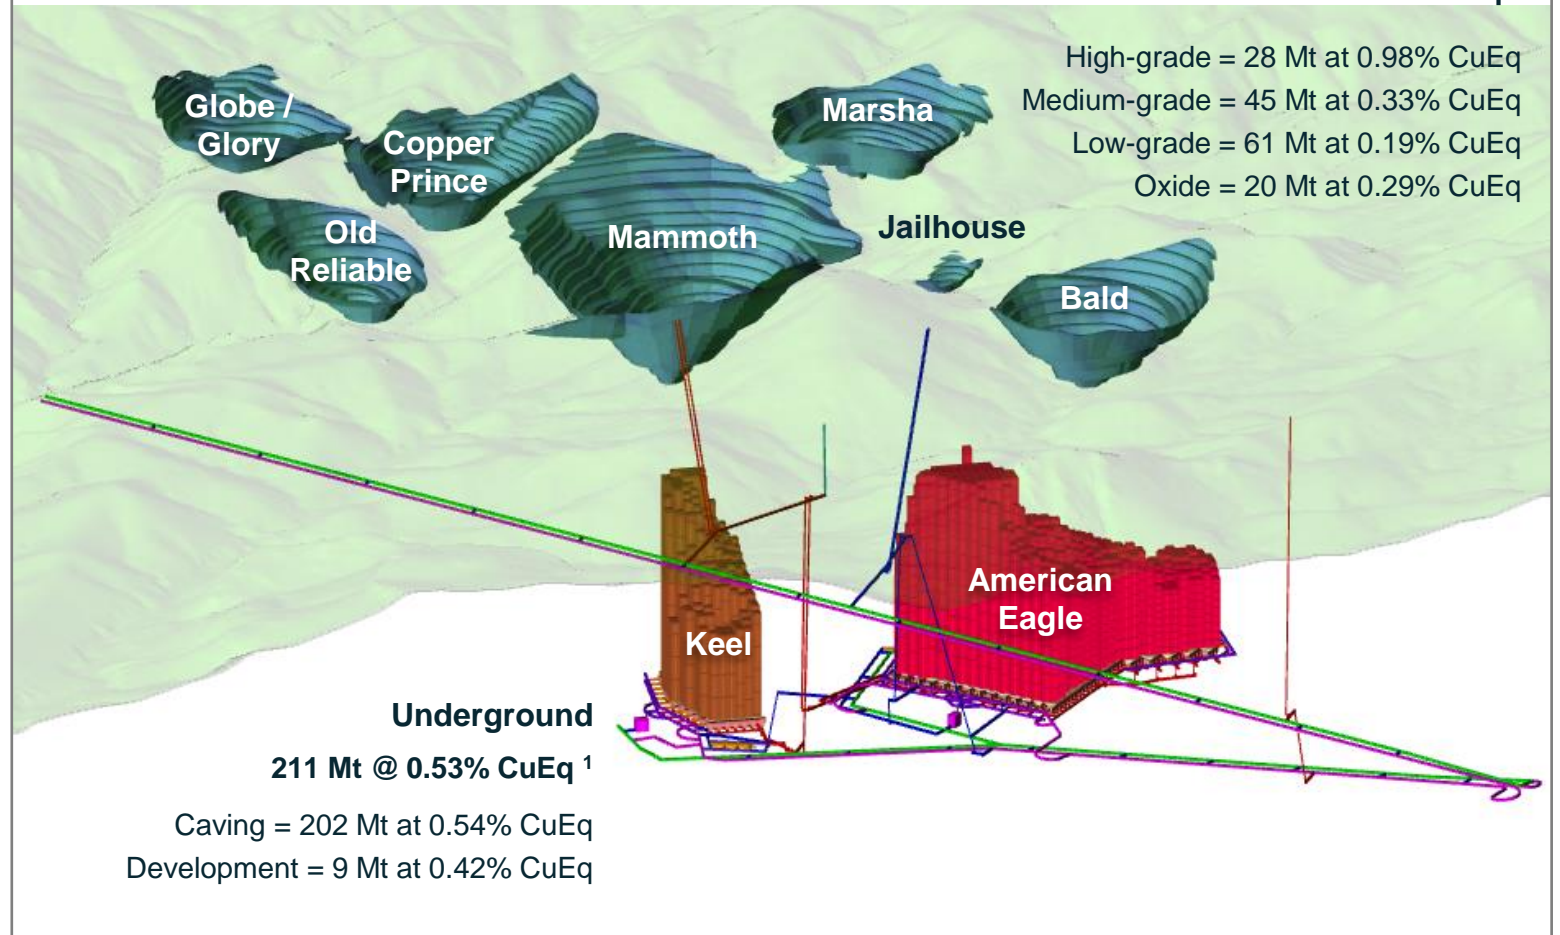 High-grade = 28 Mt at 0.98% CuEq
Medium-grade = 45 Mt at 0.33% CuEq
Low-grade = 61 Mt at 0.19% CuEq
Oxide = 20 Mt at 0.29% CuEq
Globe /
Glory
Copper
Prince
Marsha
Old
Reliable
Mammoth
Jailhouse
Bald
American
Eagle
Keel
Underground
211 Mt @ 0.53% CuEq ¹
Caving = 202 Mt at 0.54% CuEq
Development = 9 Mt at 0.42% CuEq